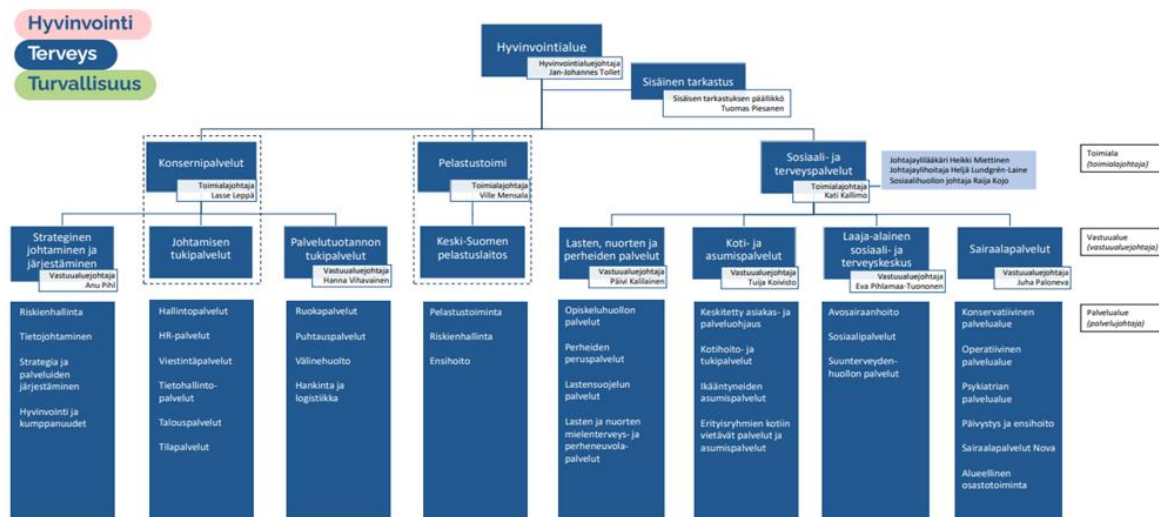 Hyvinvointi
Terveys
Turvallisuus
Hyvinvointialue
Hyvinvointialuejohtaja
Jan-Johannes Tollet
Sisäinen tarkastus
Sisäisen tarkastuksen päällikkö
Tuomas Piesanen
Konsernipalvelut
Toimialajohtaja
Lasse Leppä
Pelastustoimi
Toimialajohtaja
Ville Mensala
Sosiaali- ja
terveyspalvelut
Toimialajohtaja
Kati Kallimo
Johtajaylilääkäri Heikki Miettinen
Johtajaylihoitaja Heljä Lundgrén-Laine
Sosiaalihuollon johtaja Raija Kojo
Toimiala
(toimialajohtaja)
Strateginen
johtaminen ja
järjestäminen
Vastuualuejohtaja
Anu Pihl
Johtamisen
tukipalvelut
Palvelutuotannon
tukipalvelut
Vastuualuejohtaja
Hanna Vihavainen
Keski-Suomen
pelastuslaitos
Lasten, nuorten ja
perheiden palvelut
Vastuualuejohtaja
Päivi Kalilainen
Koti- ja
asumispalvelut
Vastuualuejohtaja
Tuija Koivisto
Laaja-alainen
sosiaali- ja
terveyskeskus
Vastuualuejohtaja
Eva Pihlamaa-Tuononen
Sairaalapalvelut
Vastuualuejohtaja
Juha Paloneva
Vastuualue
(vastuualuejohtaja)
Riskienhallinta
Tietojohtaminen
Strategia ja
palveluiden
järjestäminen
Hyvinvointi ja
kumppanuudet
Hallintopalvelut
HR-palvelut
Viestintäpalvelut
Tietohallinto-
palvelut
Talouspalvelut
Tilapalvelut
Ruokapalvelut
Puhtauspalvelut
Välinehuolto
Hankinta ja
logistiikka
Pelastustoiminta
Riskienhallinta
Ensihoito
Opiskeluhuollon
palvelut
Perheiden
peruspalvelut
Lastensuojelun
palvelut
Lasten ja nuorten
mielenterveys- ja
perheneuvola-
palvelut
Keskitetty asiakas- ja
palveluohjaus
Kotihoito- ja
tukipalvelut
Ikääntyneiden
asumispalvelut
Erityisryhmien kotiin
vietävät palvelut ja
asumispalvelut
Avosairaanhoito
Sosiaalipalvelut
Suunterveyden-
huollon palvelut
Konservatiivinen
palvelualue
Operatiivinen
palvelualue
Psykiatrian
palvelualue
Päivystys ja ensihoito
Sairaalapalvelut Nova
Alueellinen
osastotoiminta
Palvelualue
(palvelujohtaja)